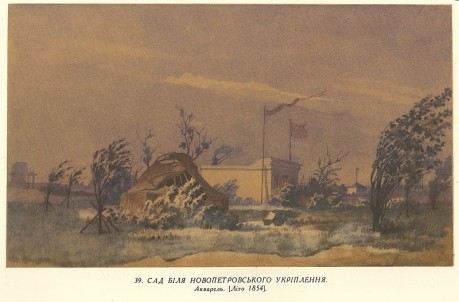 39. САД БІЛЯ НОВОПЕТРОВСЬКОГО УКРІПЛЕННЯ.
Акварель. [Літо 1854].